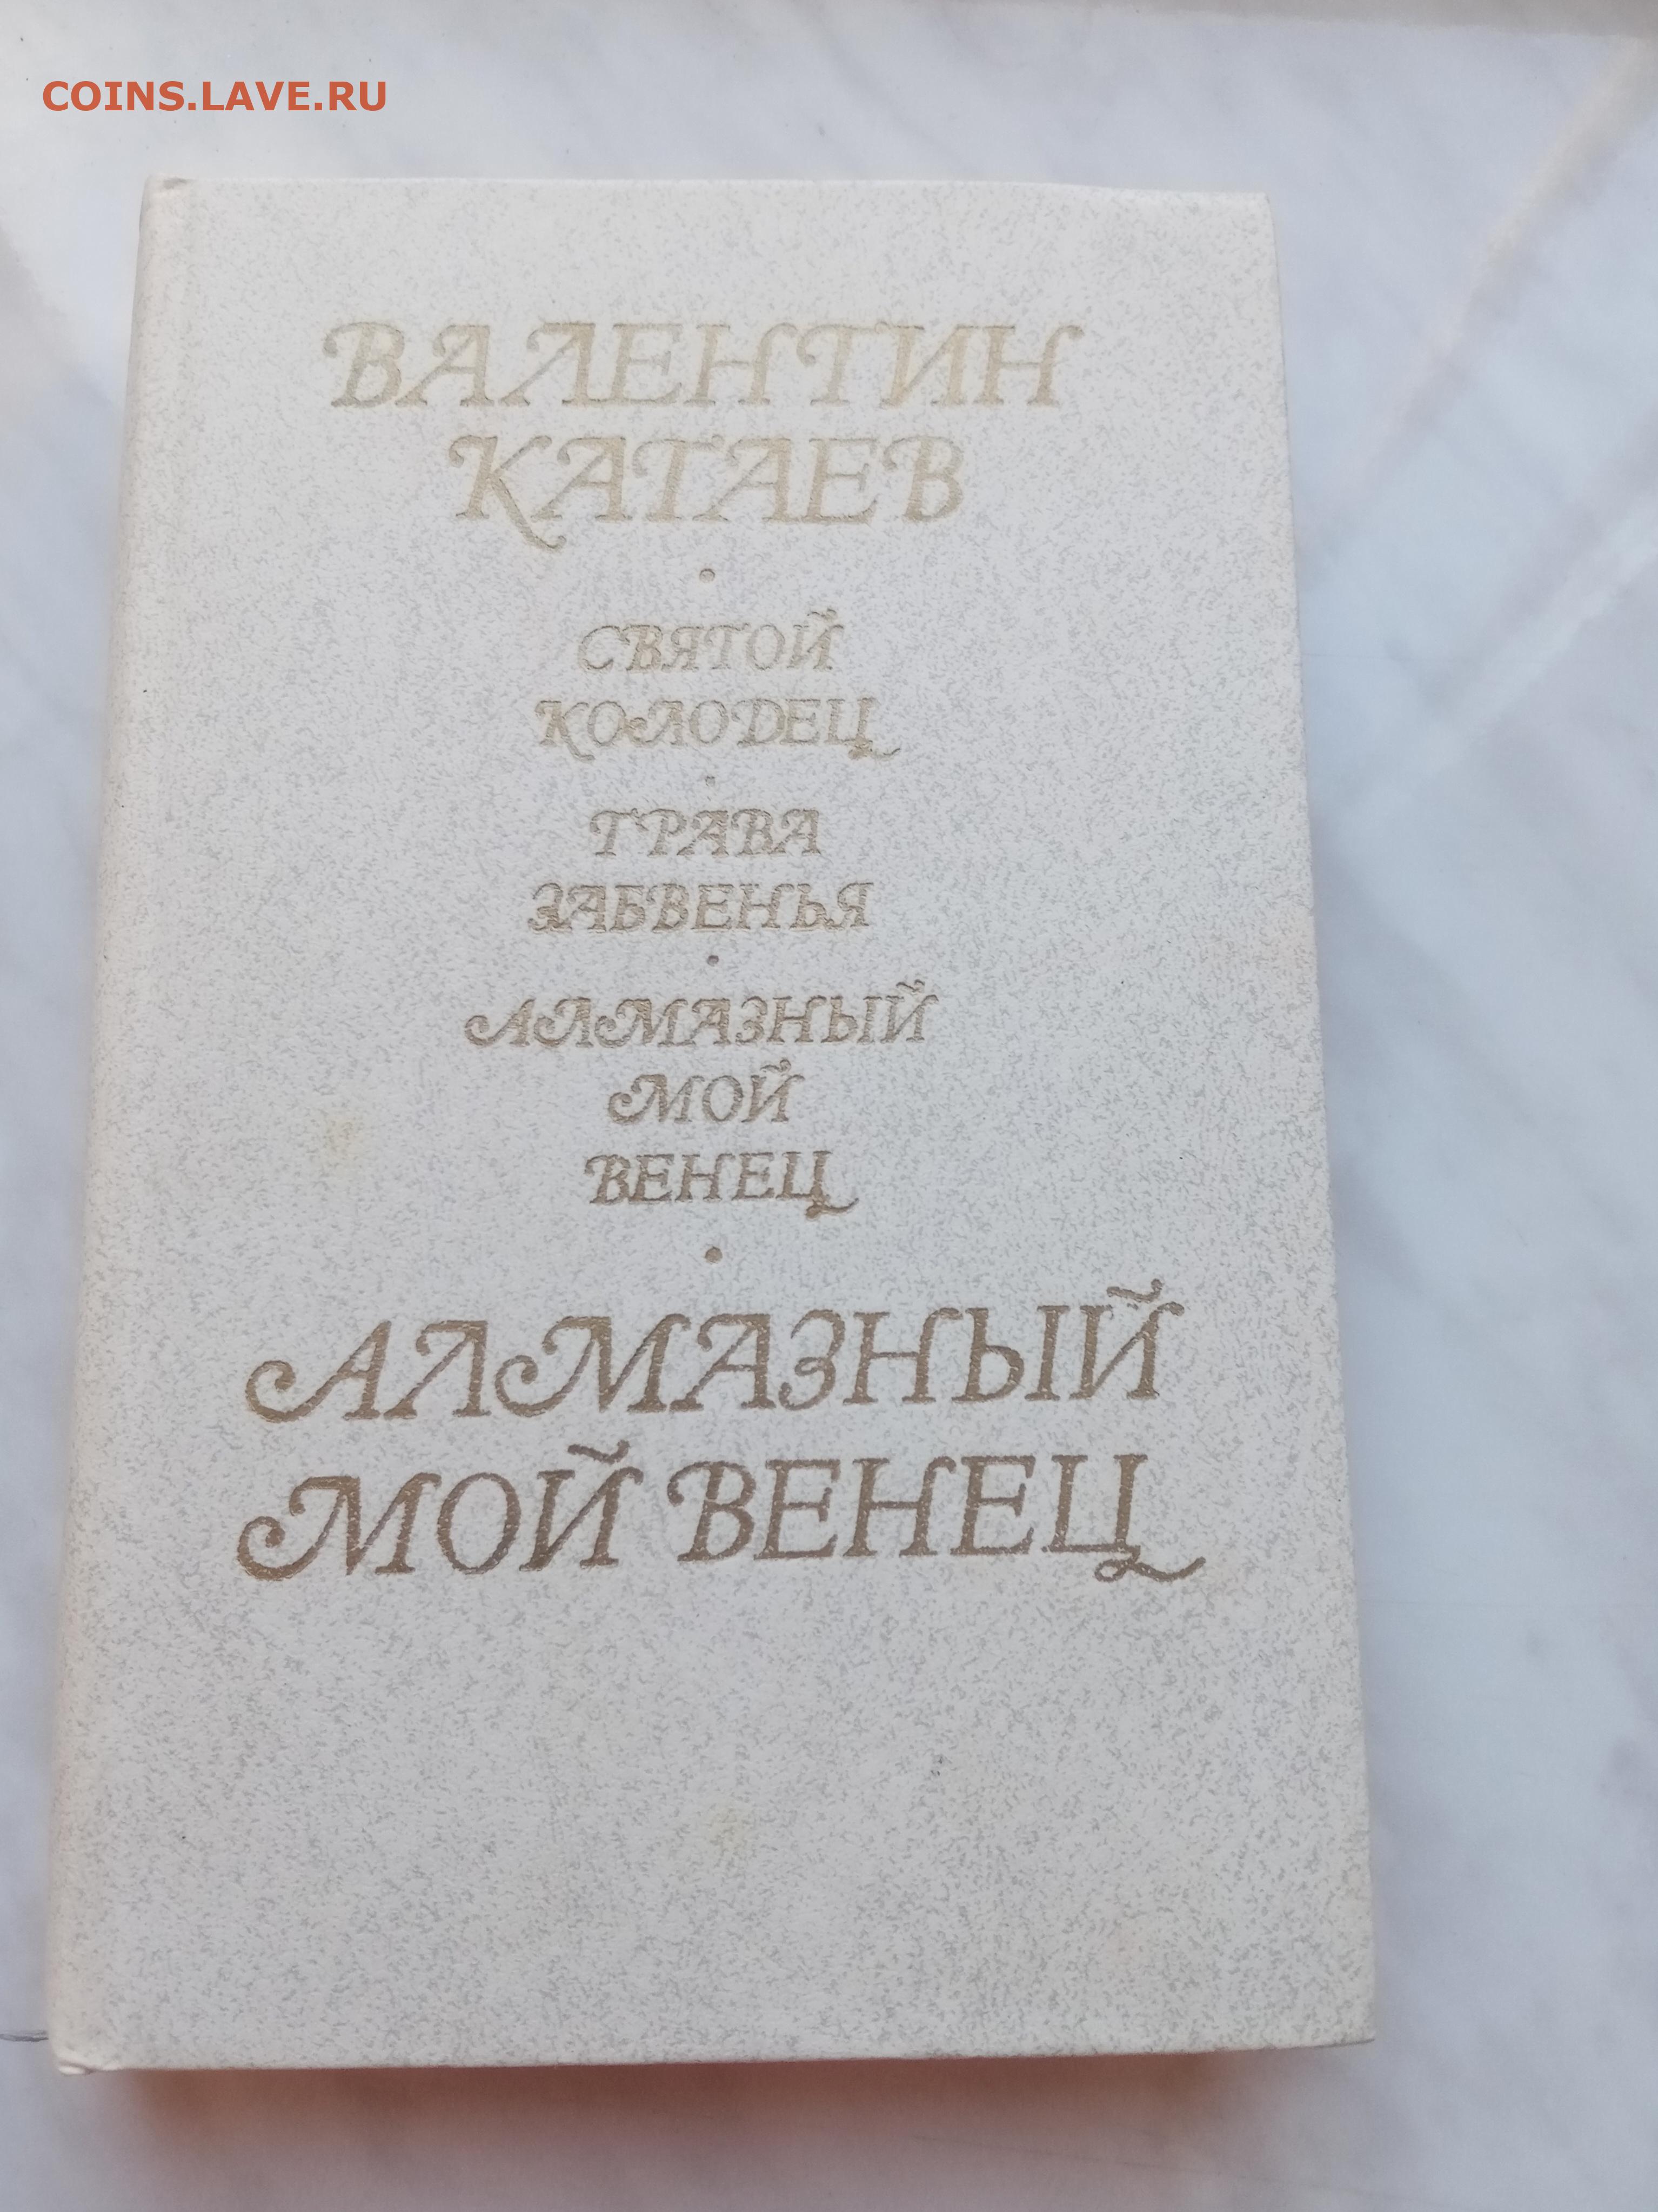 COINS.LAVE.RU
ВАЛЕНТИН
КАТАЕВ
СВЯТОЙ
КОЛОДЕЦ
ТРАВА
ЗАБВЕНЬЯ
АЛМАЗНЫЙ
МОЙ
ВЕНЕЦ
АЛМАЗНЫЙ
МОЙ ВЕНЕЦ